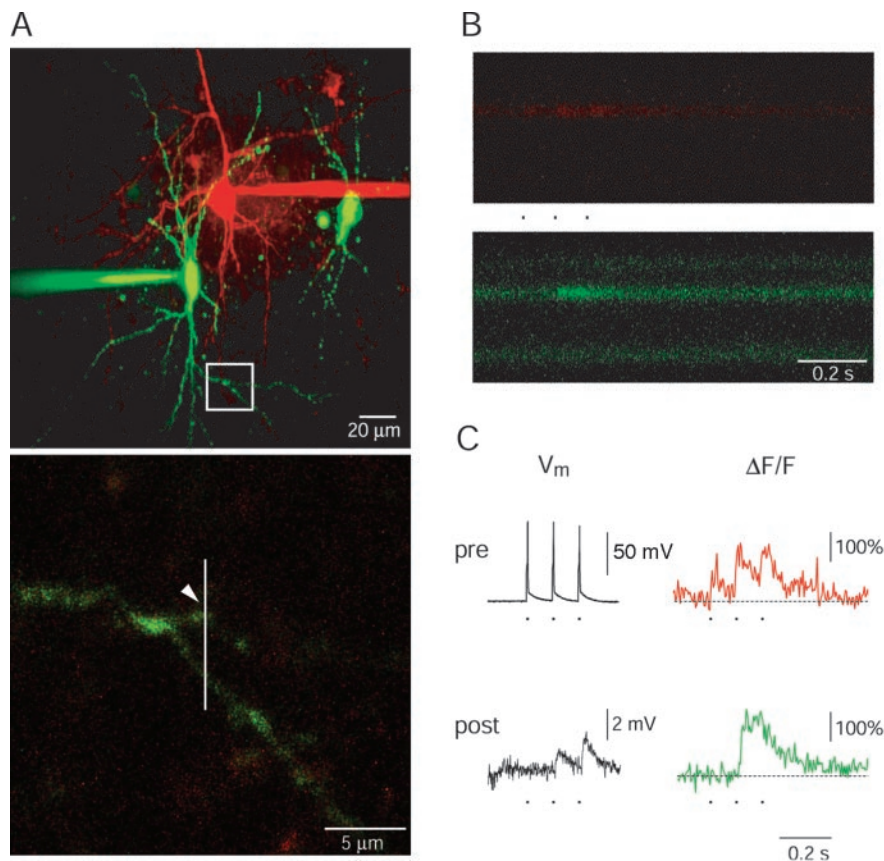 A
20 μm
5 μm
B
0.2 s
C
Vm
ΔF/F
pre
50 mV
100%
post
2 mV
100%
0.2 s